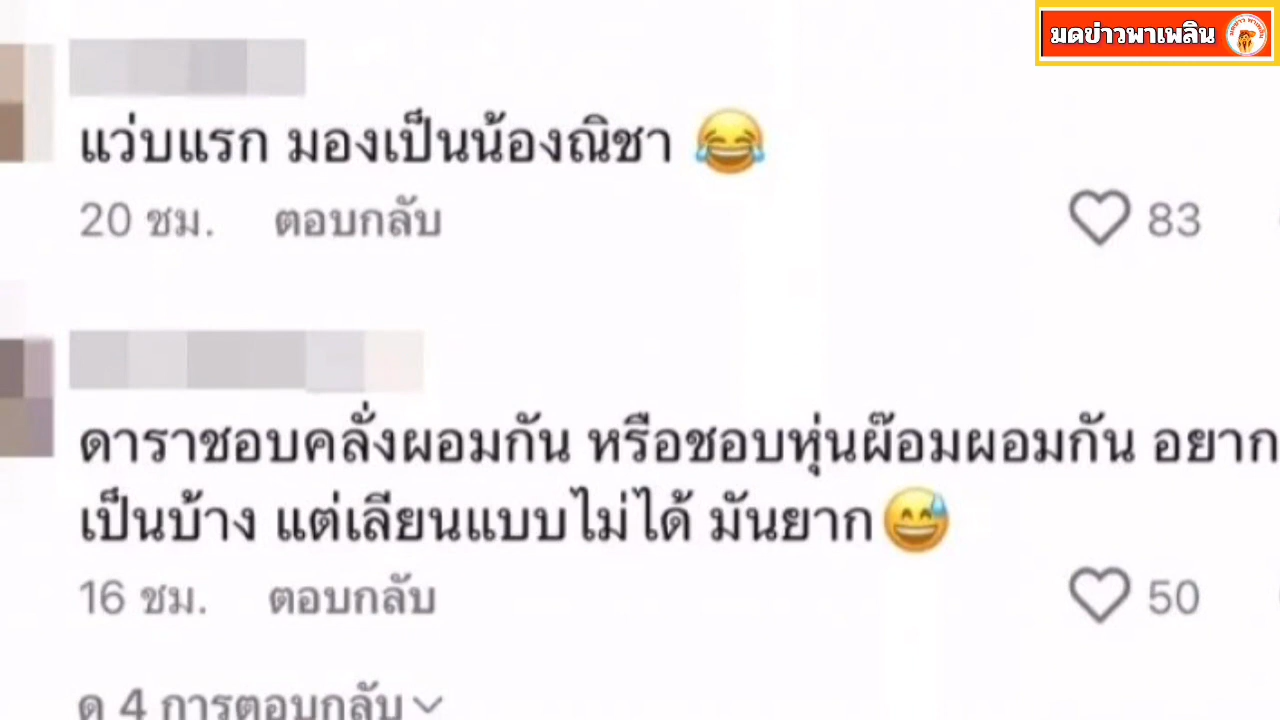 มดข่าวพาเพลิน
แว่บแรก มองเป็นน้องณิชา 😂
20 ชม. ตอบกลับ 83
ดาราชอบคลั่งผอมกัน หรือชอบหุ่นผ๊อมผอมกัน อยาก
เป็นบ้าง แต่เลียนแบบไม่ได้ มันยาก😅
16 ชม. ตอบกลับ 50
ดู 4 การตอบกลับ